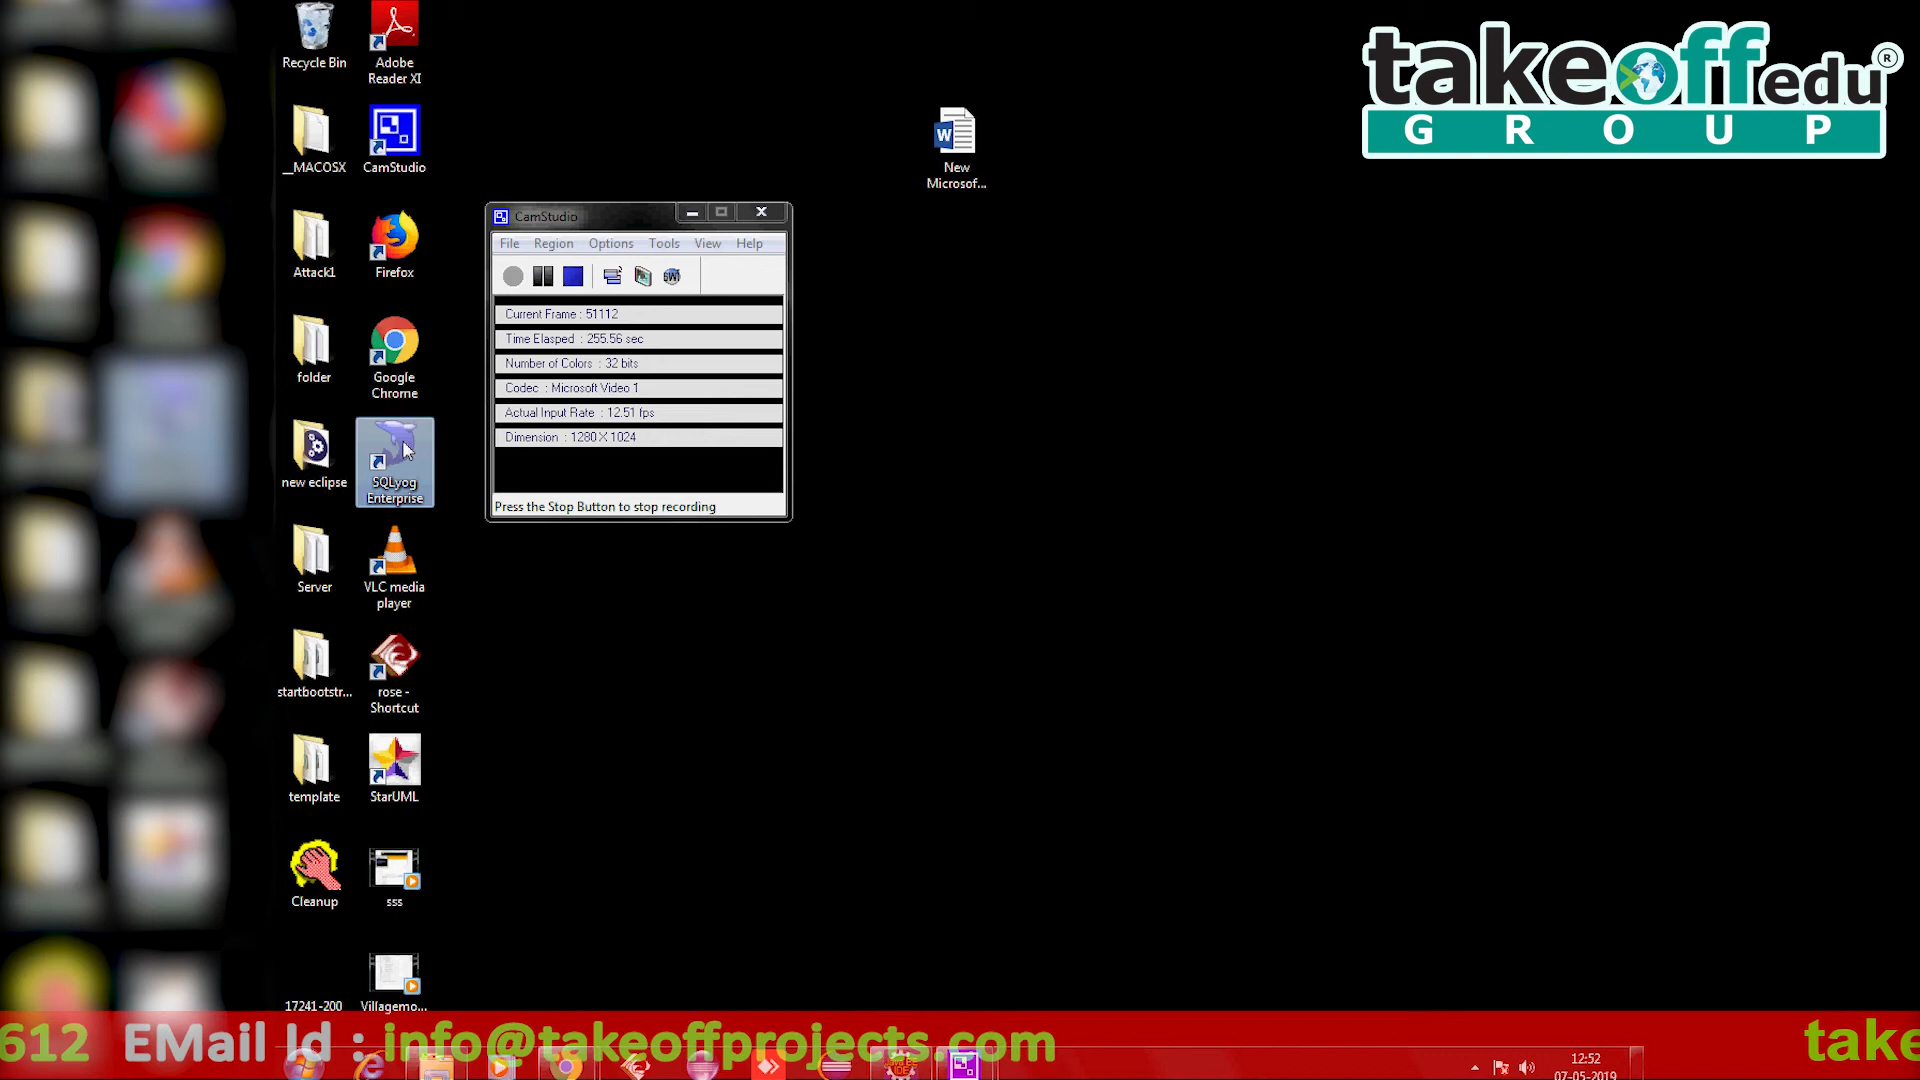 Recycle Bin
Adobe
Reader XI
__MACOSX
CamStudio
Attack1
Firefox
folder
Google
Chrome
new eclipse
SQLyog
Enterprise
Server
VLC media
player
startbootstr...
rose -
Shortcut
template
StarUML
Cleanup
sss
17241-200
Villagemo...
New
Microsof...
CamStudio
File Region Options Tools View Help
Current Frame : 51112
Time Elasped : 255.56 sec
Number of Colors : 32 bits
Codec : Microsoft Video 1
Actual Input Rate : 12.51 fps
Dimension : 1280 X 1024
Press the Stop Button to stop recording
takeoffedu®
GROUP
612 EMail Id : info@takeoffprojects.com
take
12:52
07-05-2019